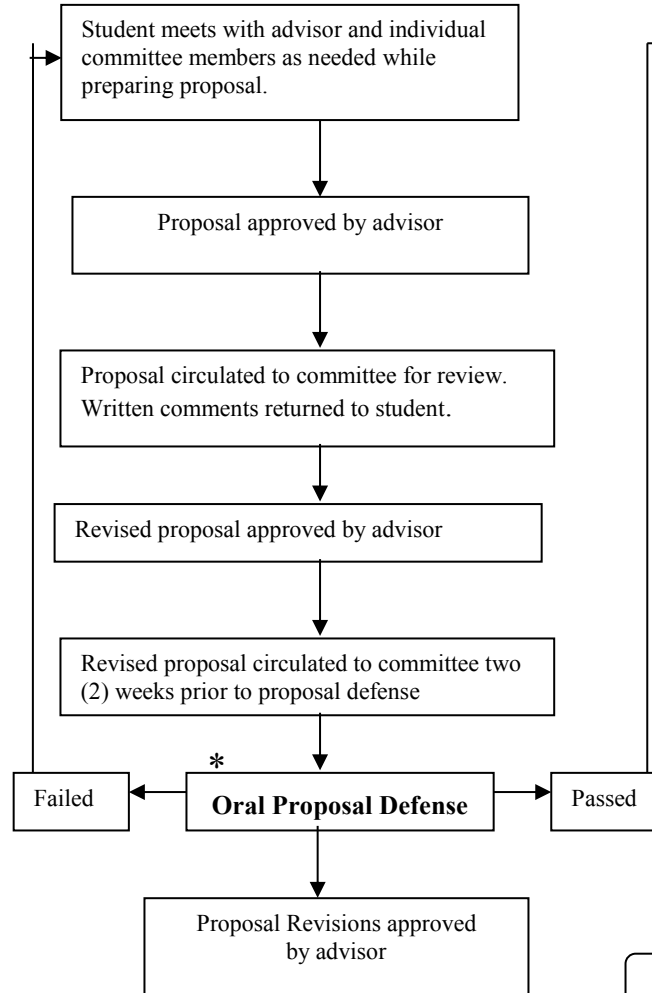 Student meets with advisor and individual
committee members as needed while
preparing proposal.
Proposal approved by advisor
Proposal circulated to committee for review.
Written comments returned to student.
Revised proposal approved by advisor
Revised proposal circulated to committee two
(2) weeks prior to proposal defense
*
Failed
Oral Proposal Defense
Passed
Proposal Revisions approved
by advisor